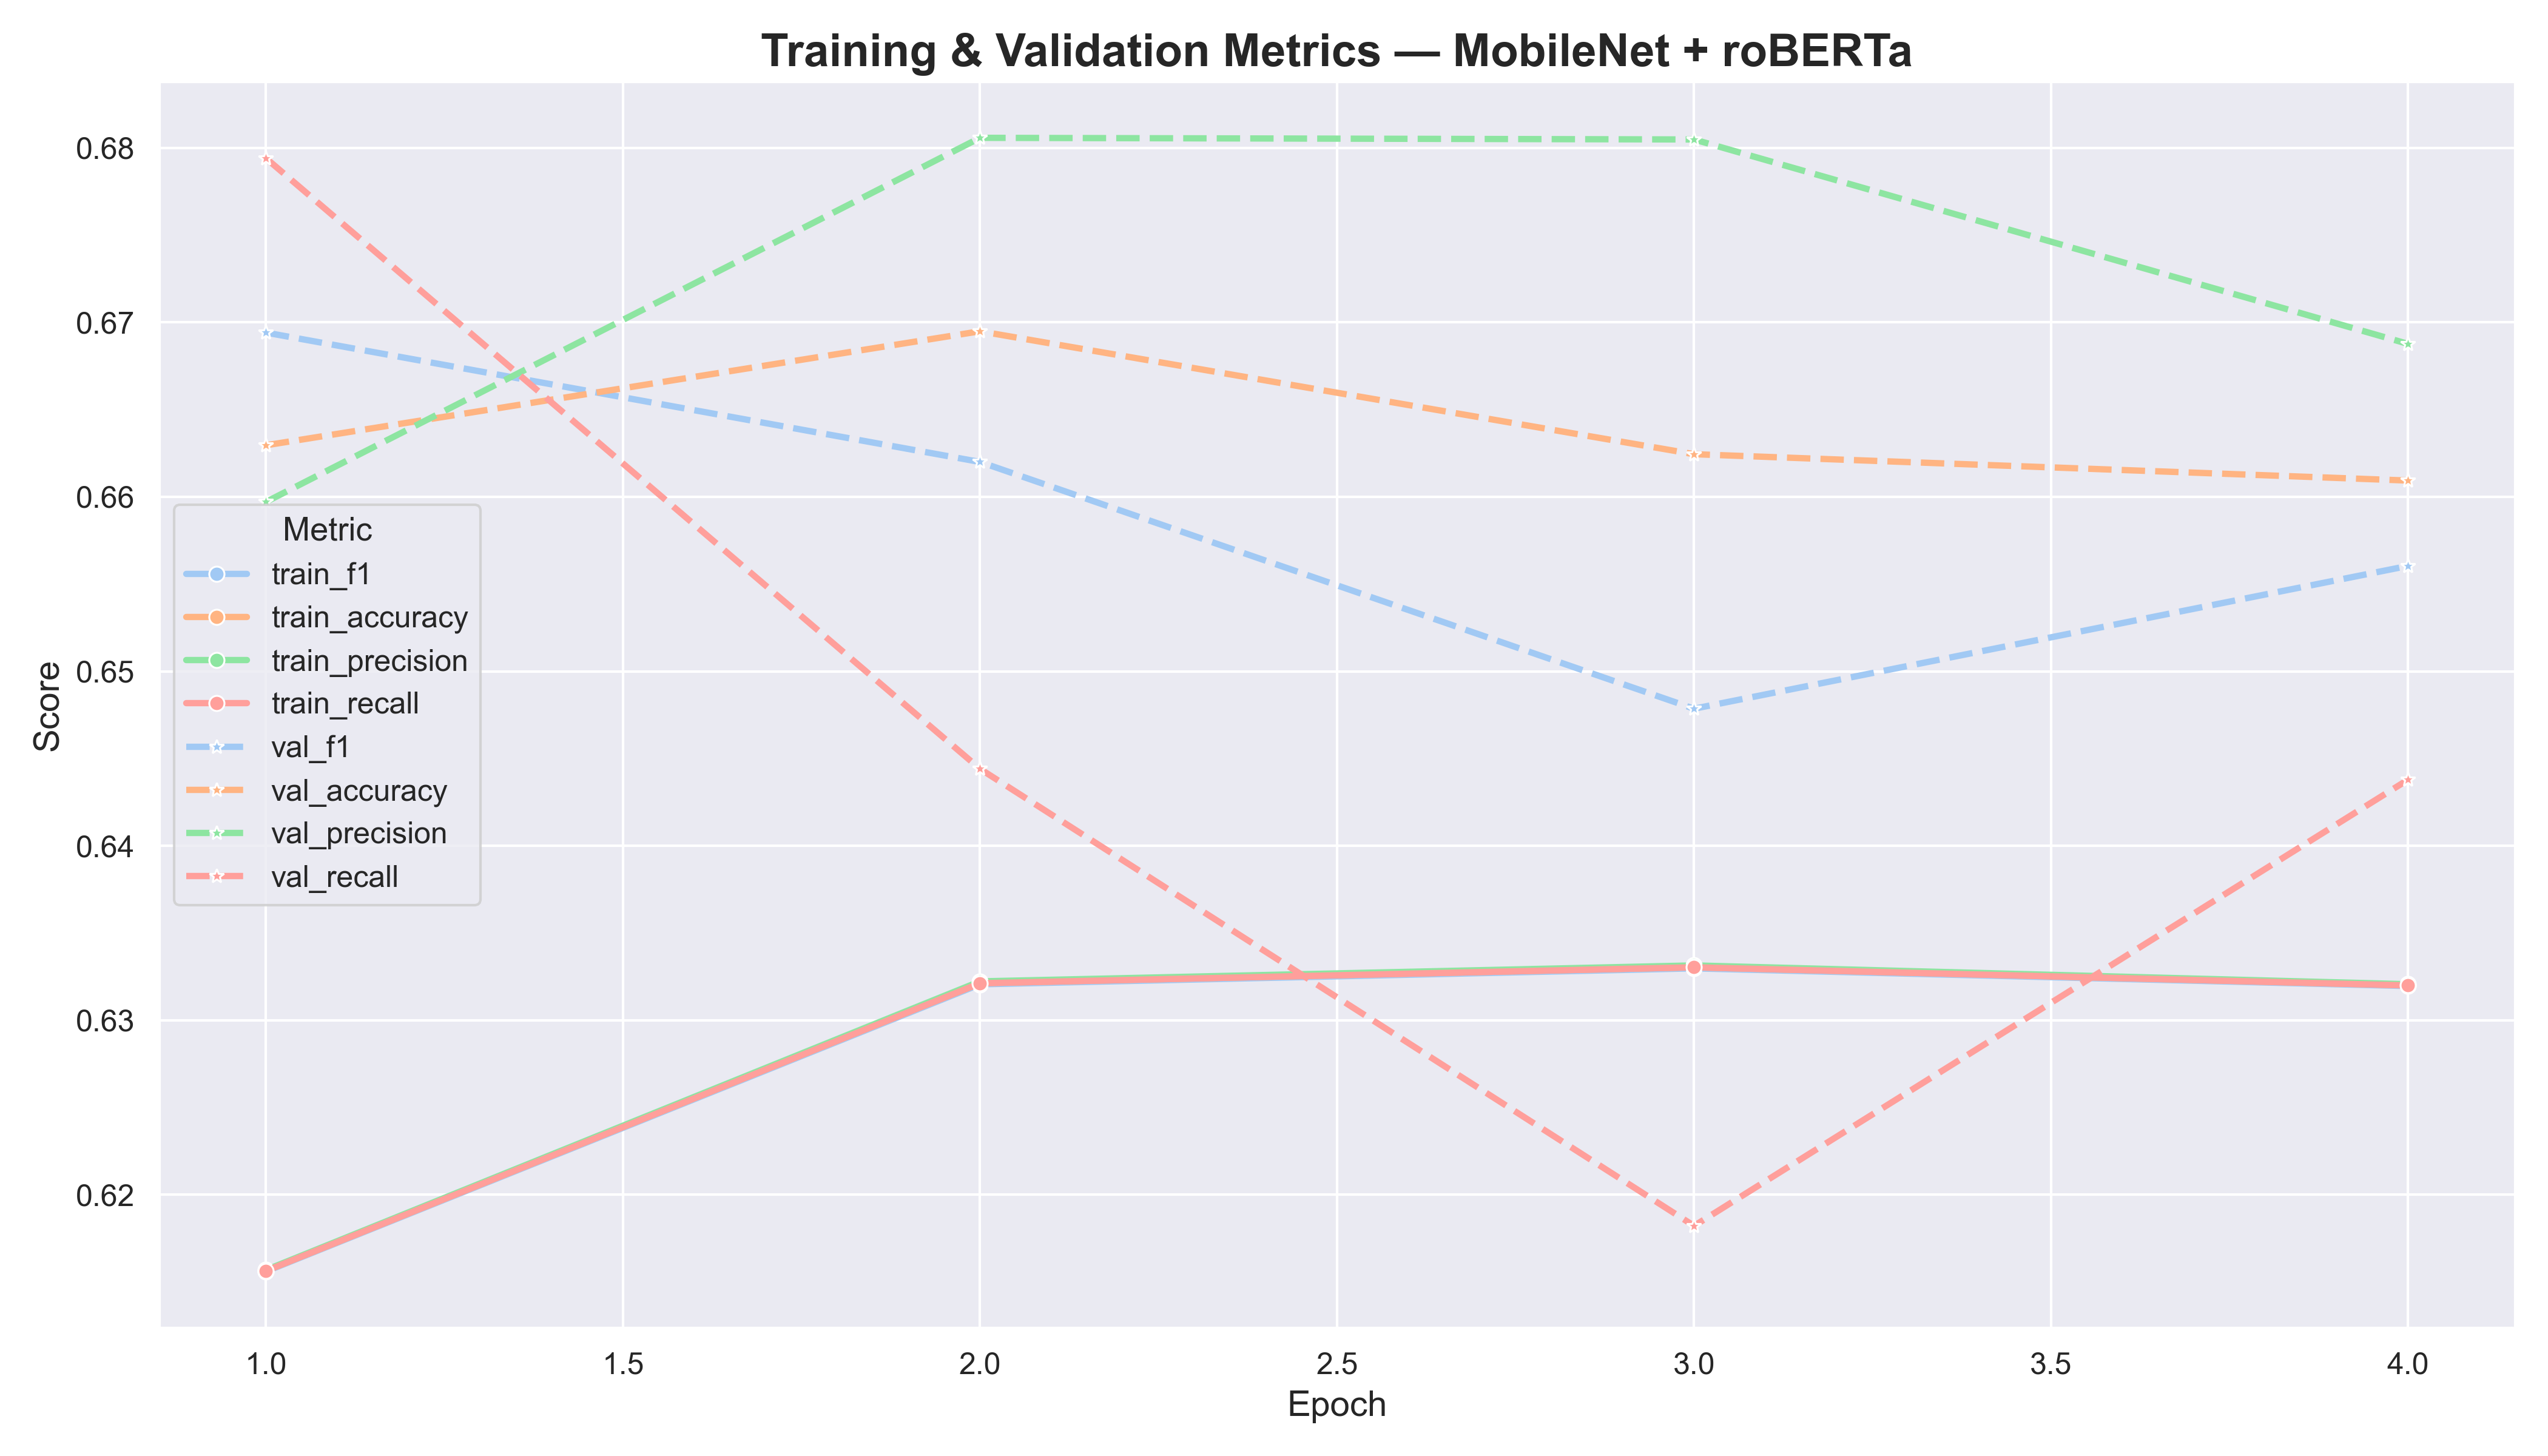 Training & Validation Metrics — MobileNet + roBERTa
0.68
0.67
0.66
0.65
0.64
0.63
0.62
Score
Metric
train_f1
train_accuracy
train_precision
train_recall
val_f1
val_accuracy
val_precision
val_recall
1.0 1.5 2.0 2.5 3.0 3.5 4.0
Epoch